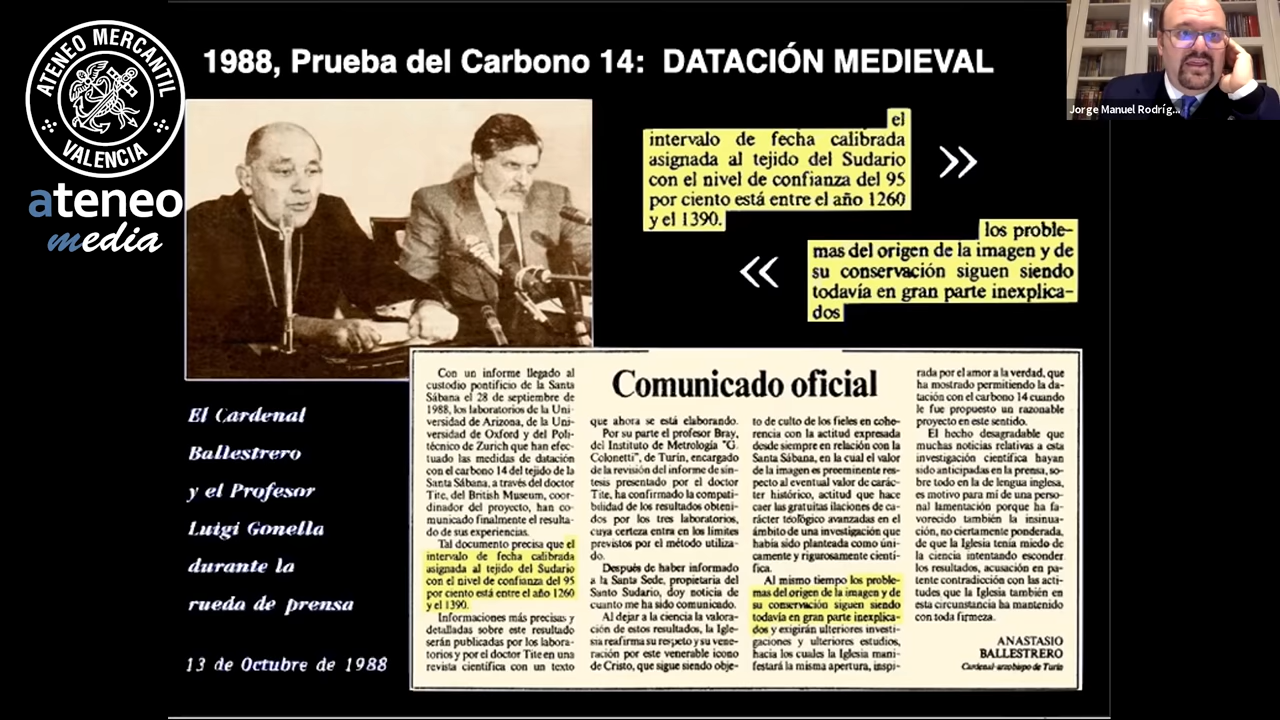 ATENEO MERCANTIL
VALENCIA
ateneo
media
1988, Prueba del Carbono 14: DATACIÓN MEDIEVAL
Jorge Manuel Rodríg...
el
intervalo de fecha calibrada
asignada al tejido del Sudario
con el nivel de confianza del 95
por ciento está entre el año 1260
y el 1390.
»
los proble-
mas del origen de la imagen y de
su conservación siguen siendo
todavía en gran parte inexplica-
dos
«
El Cardenal
Ballestrero
y el Profesor
Luigi Gonella
durante la
rueda de prensa
13 de Octubre de 1988
Comunicado oficial
Con un informe llegado al
custodio pontificio de la Santa
Sábana el 28 de septiembre de
1988, los laboratorios de la Uni-
versidad de Arizona, de la Uni-
versidad de Oxford y del Poli-
técnico de Zurich que han efec-
tuado las medidas de datación
con el carbono 14 del tejido de la
Santa Sábana, a través del doctor
Tite, del British Museum, coor-
dinador del proyecto, han co-
municado finalmente el resulta-
do de sus experiencias.
Tal documento precisa que el
intervalo de fecha calibrada
asignada al tejido del Sudario
con el nivel de confianza del 95
por ciento está entre el año 1260
y el 1390.
Informaciones más precisas y
detalladas sobre este resultado
serán publicadas por los labora-
torios y por el doctor Tite en una
revista científica con un texto
que ahora se está elaborando.
Por su parte el profesor Bray,
del Instituto de Metrología "G.
Colonetti", de Turín, encargado
de la revisión del informe de sín-
tesis presentado por el doctor
Tite, ha confirmado la compati-
bilidad de los resultados obteni-
dos por los tres laboratorios,
cuya certeza entra en los límites
previstos por el método utiliza-
do.
Después de haber informado
a la Santa Sede, propietaria del
Santo Sudario, doy noticia de
cuanto me ha sido comunicado.
Al dejar a la ciencia la valora-
ción de estos resultados, la Igle-
sia reafirma su respeto y su vene-
ración por este venerable icono
de Cristo, que sigue siendo obje-
to de culto de los fieles en cohe-
rencia con la actitud expresada
desde siempre en relación con la
Santa Sábana, en la cual el valor
de la imagen es preeminente res-
pecto al eventual valor de carác-
ter histórico, actitud que hace
caer las gratuitas ilaciones de ca-
rácter teológico avanzadas en el
ámbito de una investigación que
había sido planteada como úni-
camente y rigurosamente cientí-
fica.
Al mismo tiempo los proble-
mas del origen de la imagen y de
su conservación siguen siendo
todavía en gran parte inexplica-
dos y exigirán ulteriores investi-
gaciones y ulteriores estudios,
hacia los cuales la Iglesia mani-
festará la misma apertura, inspi-
rada por el amor a la verdad, que
ha mostrado permitiendo la da-
tación con el carbono 14 cuando
le fue propuesto un razonable
proyecto en este sentido.
El hecho desagradable que
muchas noticias relativas a esta
investigación científica hayan
sido anticipadas en la prensa, so-
bre todo en la de lengua inglesa,
es motivo para mí de una perso-
nal lamentación porque ha fa-
vorecido también la insinua-
ción, no ciertamente ponderada,
de que la Iglesia tenía miedo de
la ciencia intentando esconder
los resultados, acusación en pa-
tente contradicción con las acti-
tudes que la Iglesia también en
esta circunstancia ha mantenido
con toda firmeza.
ANASTASIO
BALLESTRERO
Cardenal-arzobispo de Turín